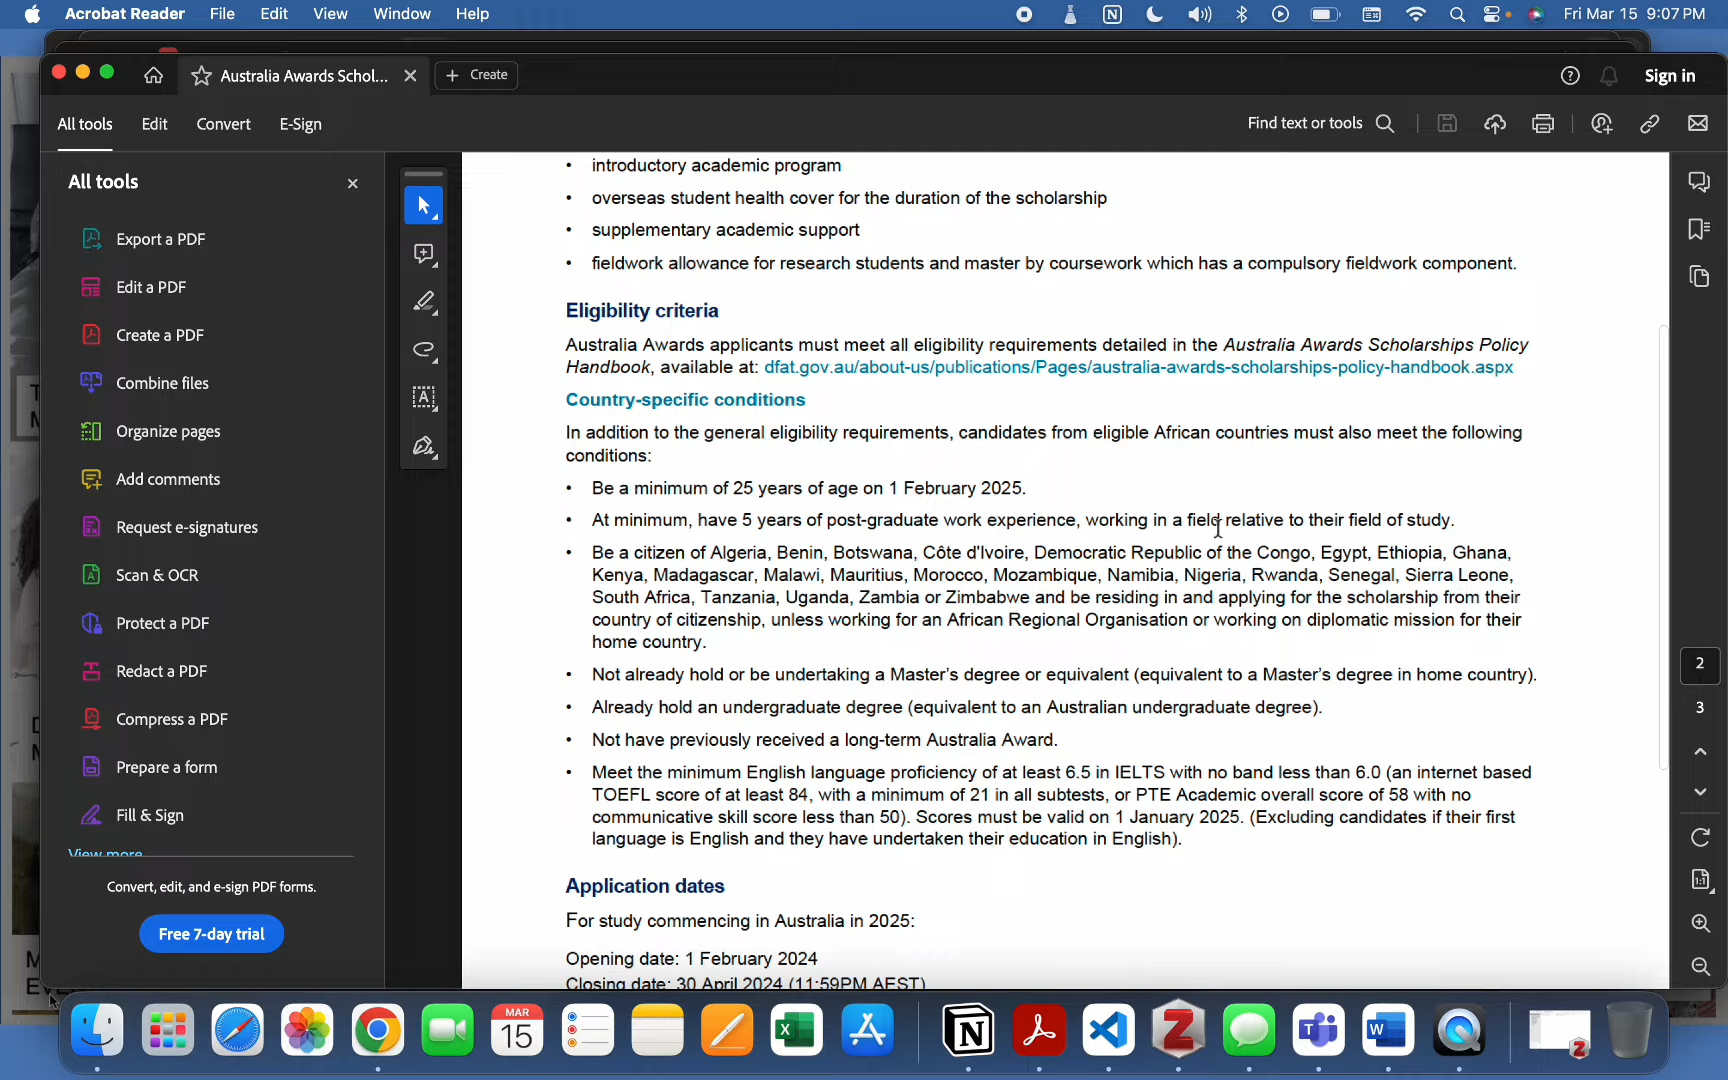 Acrobat Reader File Edit View Window Help
Fri Mar 15 9:07 PM
Australia Awards Schol...
Create
Sign in
All tools Edit Convert E-Sign
Find text or tools
All tools
Export a PDF
Edit a PDF
Create a PDF
Combine files
Organize pages
Add comments
Request e-signatures
Scan & OCR
Protect a PDF
Redact a PDF
Compress a PDF
Prepare a form
Fill & Sign
View more
Convert, edit, and e-sign PDF forms.
Free 7-day trial
• introductory academic program
• overseas student health cover for the duration of the scholarship
• supplementary academic support
• fieldwork allowance for research students and master by coursework which has a compulsory fieldwork component.
Eligibility criteria
Australia Awards applicants must meet all eligibility requirements detailed in the Australia Awards Scholarships Policy
Handbook, available at: dfat.gov.au/about-us/publications/Pages/australia-awards-scholarships-policy-handbook.aspx
Country-specific conditions
In addition to the general eligibility requirements, candidates from eligible African countries must also meet the following
conditions:
• Be a minimum of 25 years of age on 1 February 2025.
• At minimum, have 5 years of post-graduate work experience, working in a field relative to their field of study.
• Be a citizen of Algeria, Benin, Botswana, Côte d'Ivoire, Democratic Republic of the Congo, Egypt, Ethiopia, Ghana,
Kenya, Madagascar, Malawi, Mauritius, Morocco, Mozambique, Namibia, Nigeria, Rwanda, Senegal, Sierra Leone,
South Africa, Tanzania, Uganda, Zambia or Zimbabwe and be residing in and applying for the scholarship from their
country of citizenship, unless working for an African Regional Organisation or working on diplomatic mission for their
home country.
• Not already hold or be undertaking a Master's degree or equivalent (equivalent to a Master's degree in home country).
• Already hold an undergraduate degree (equivalent to an Australian undergraduate degree).
• Not have previously received a long-term Australia Award.
• Meet the minimum English language proficiency of at least 6.5 in IELTS with no band less than 6.0 (an internet based
TOEFL score of at least 84, with a minimum of 21 in all subtests, or PTE Academic overall score of 58 with no
communicative skill score less than 50). Scores must be valid on 1 January 2025. (Excluding candidates if their first
language is English and they have undertaken their education in English).
Application dates
For study commencing in Australia in 2025:
Opening date: 1 February 2024
Closing date: 30 April 2024 (11:59PM AEST)
2
3
1:1
MAR
15